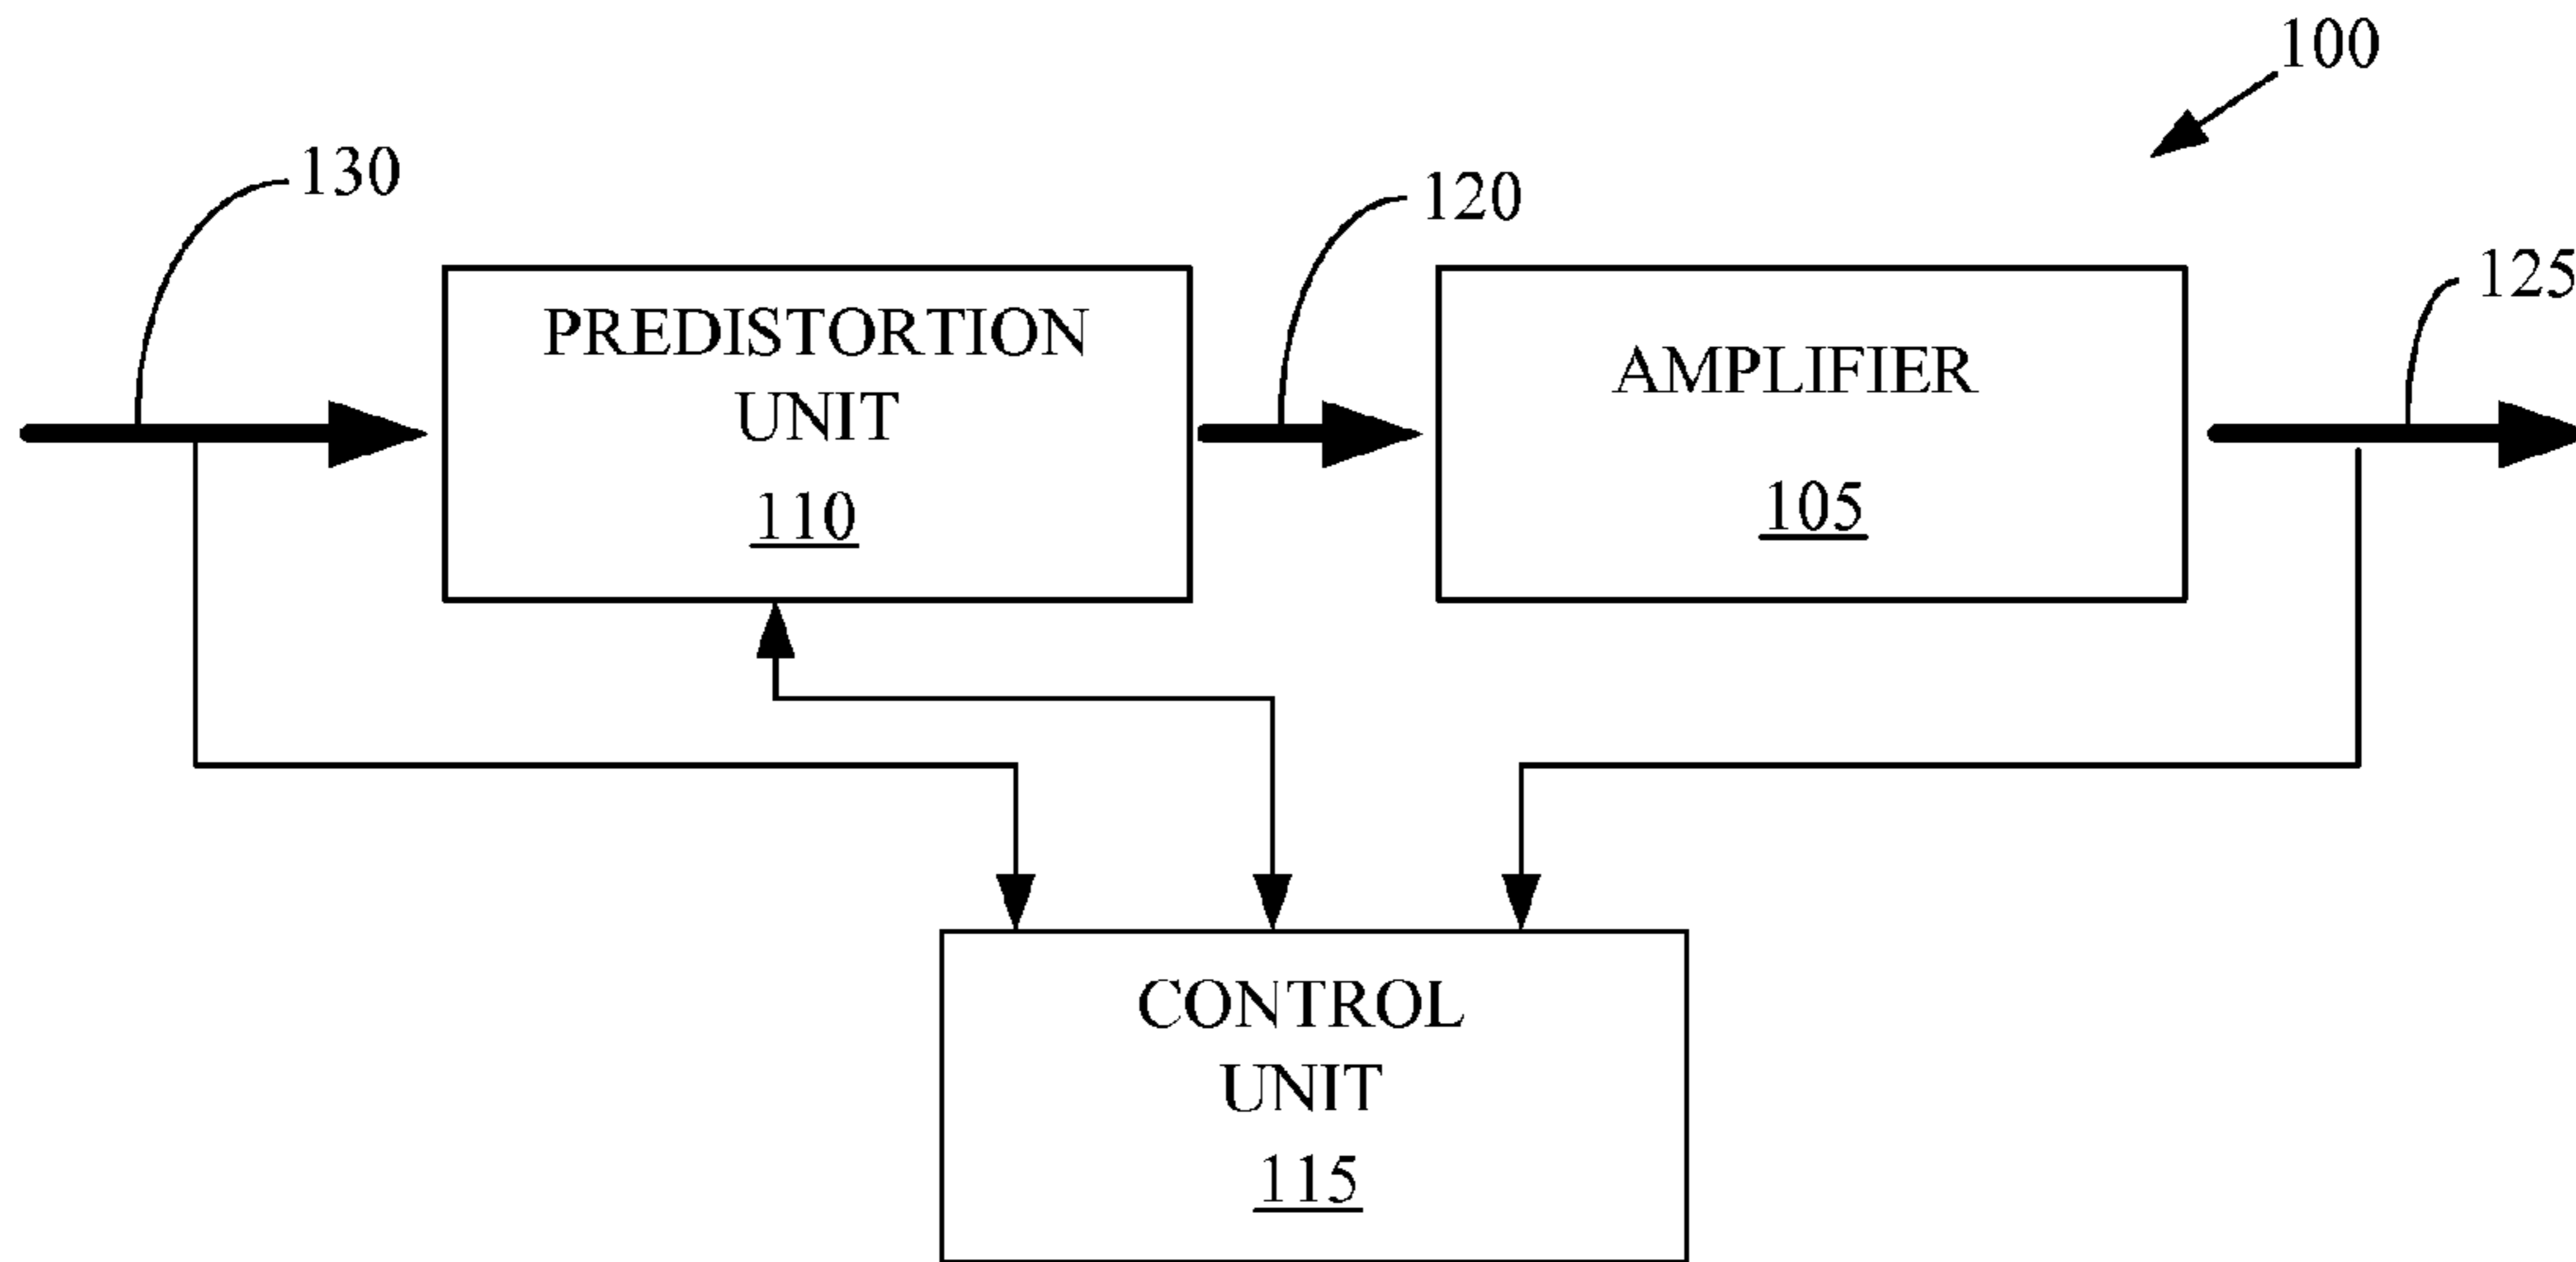 100
130
120
125
PREDISTORTION
UNIT
110
AMPLIFIER
105
CONTROL
UNIT
115